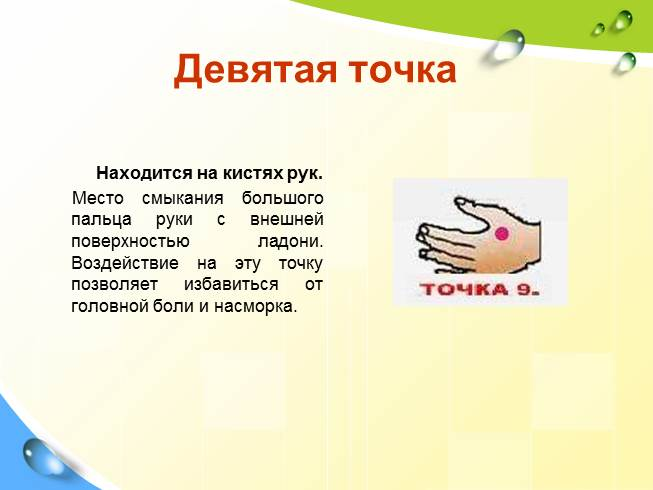 Девятая точка
Находится на кистях рук.
Место смыкания большого
пальца руки с внешней
поверхностью ладони.
Воздействие на эту точку
позволяет избавиться от
головной боли и насморка.
ТОЧКА 9.